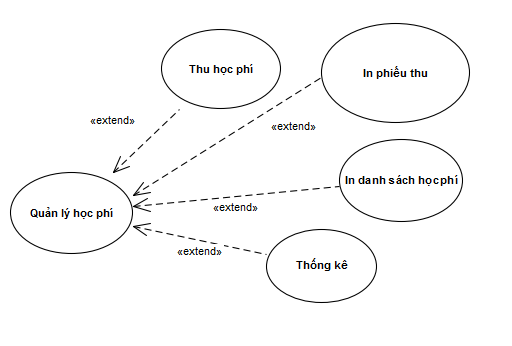 Thu học phí
In phiếu thu
«extend»
«extend»
In danh sách học phí
«extend»
Quản lý học phí
«extend»
Thống kê